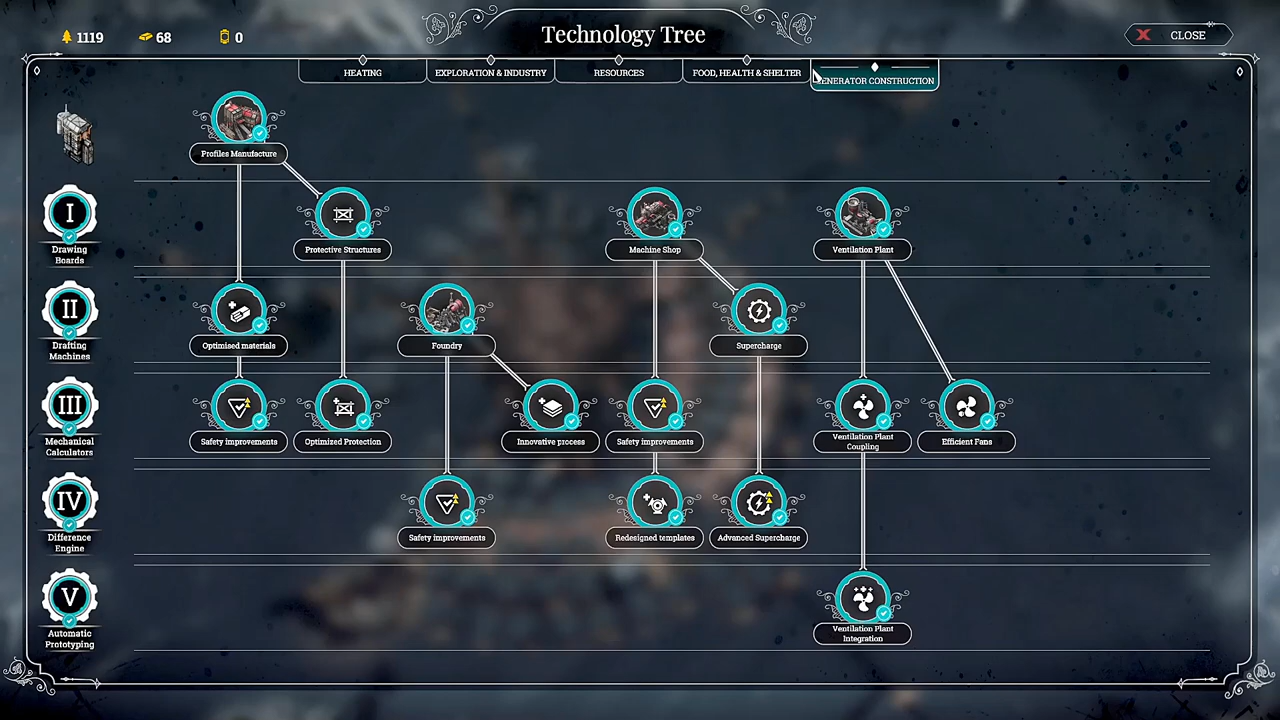 1119
68
0
Technology Tree
CLOSE
HEATING
EXPLORATION & INDUSTRY
RESOURCES
FOOD, HEALTH & SHELTER
GENERATOR CONSTRUCTION
Profiles Manufacture
I
Drawing
Boards
Protective Structures
Machine Shop
Ventilation Plant
II
Drafting
Machines
Optimised materials
Foundry
Supercharge
III
Mechanical
Calculators
Safety improvements
Optimized Protection
Innovative process
Safety improvements
Ventilation Plant
Coupling
Efficient Fans
IV
Difference
Engine
Safety improvements
Redesigned templates
Advanced Supercharge
V
Automatic
Prototyping
Ventilation Plant
Integration